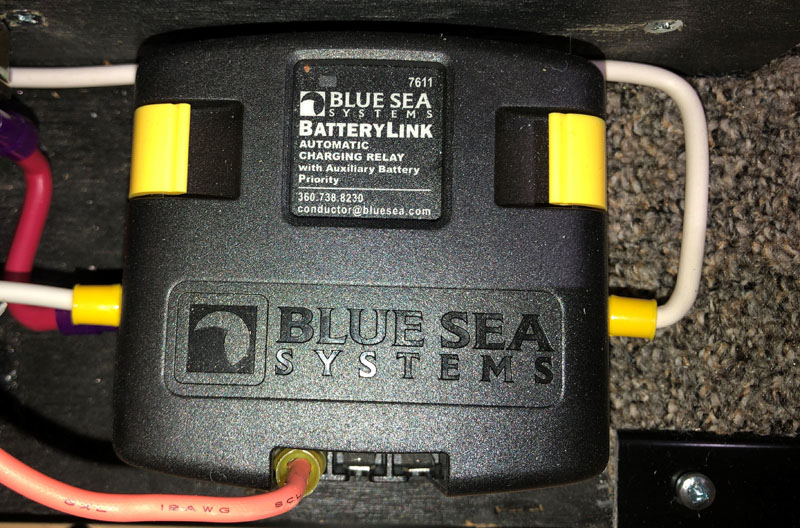 7611
BLUE SEA
SYSTEMS
BATTERYLINK
AUTOMATIC
CHARGING RELAY
with Auxiliary Battery
Priority
360.738.8230
conductor@bluesea.com
BLUE SEA
SYSTEMS
12AWG